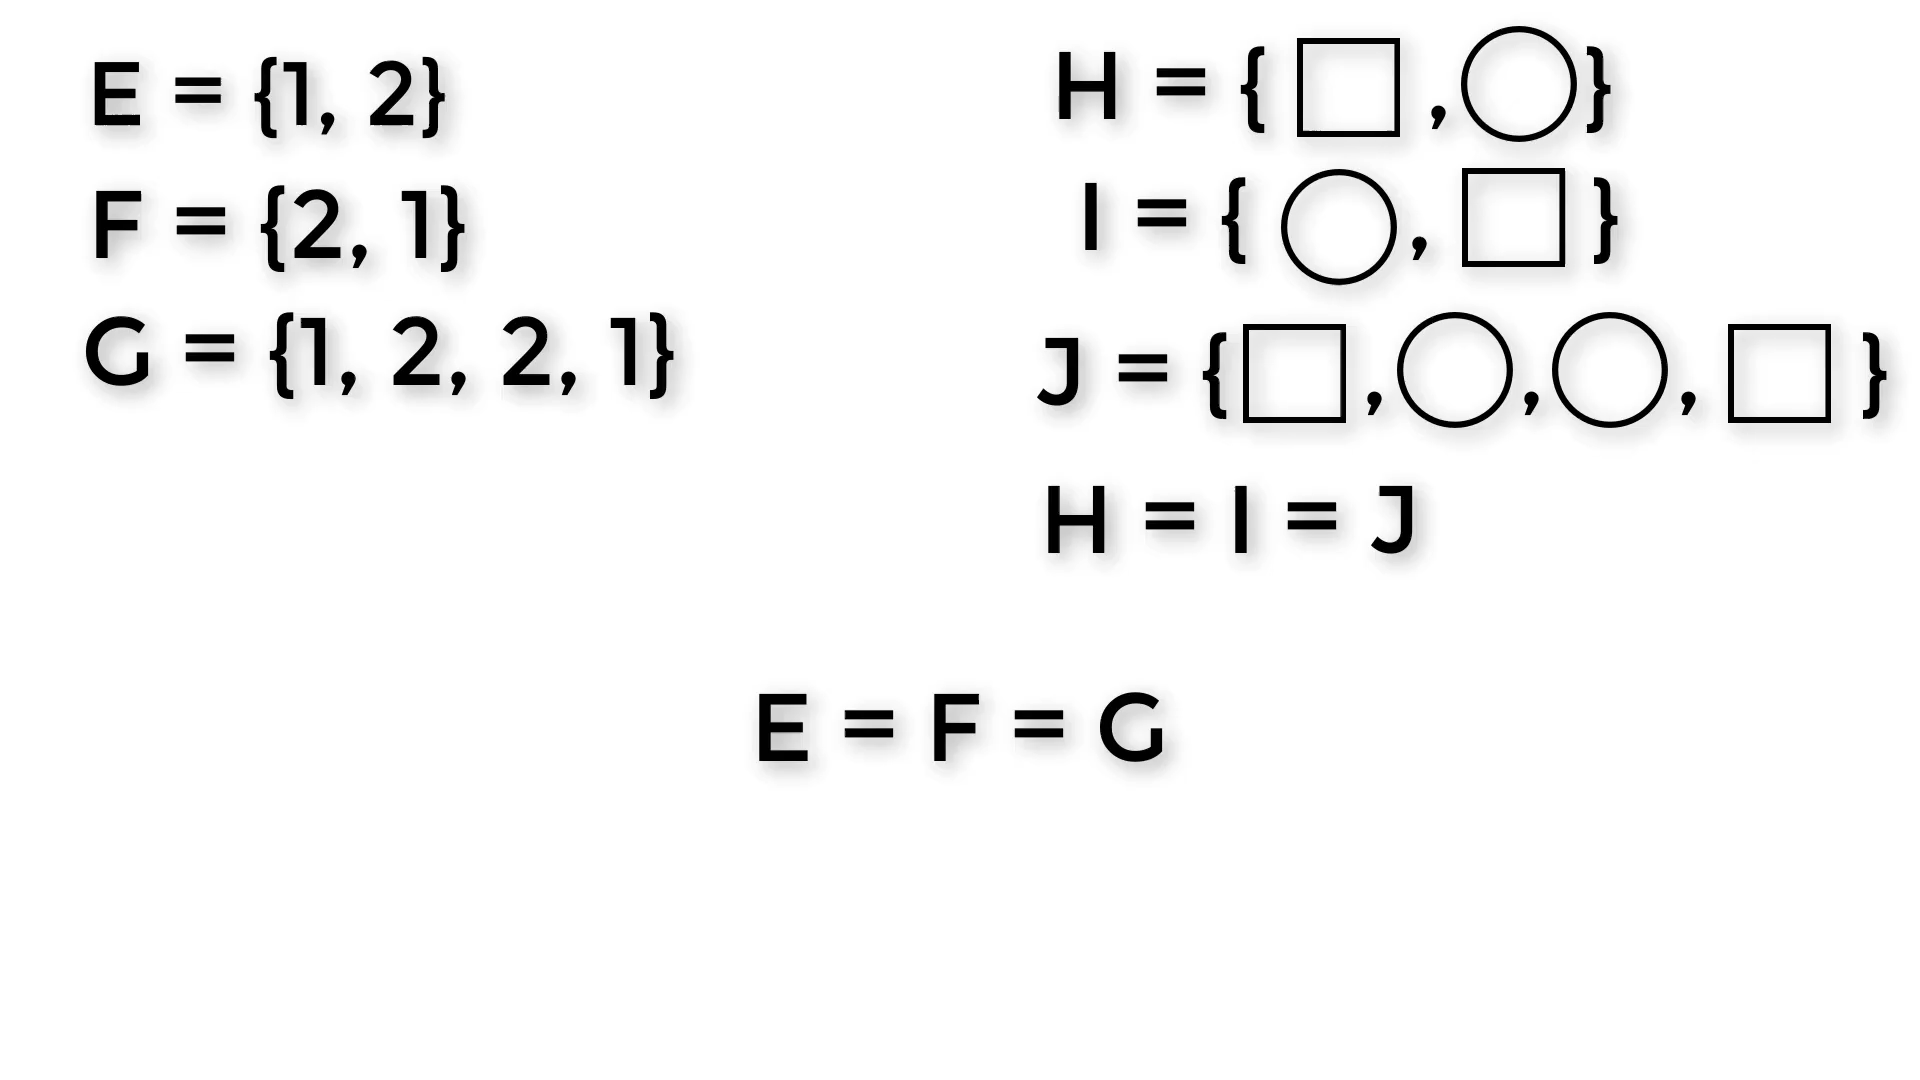 E = {1, 2}
F = {2, 1}
G = {1, 2, 2, 1}
H = { □ , ○ }
I = { ○ , □ }
J = { □ , ○ , ○ , □ }
H = I = J
E = F = G